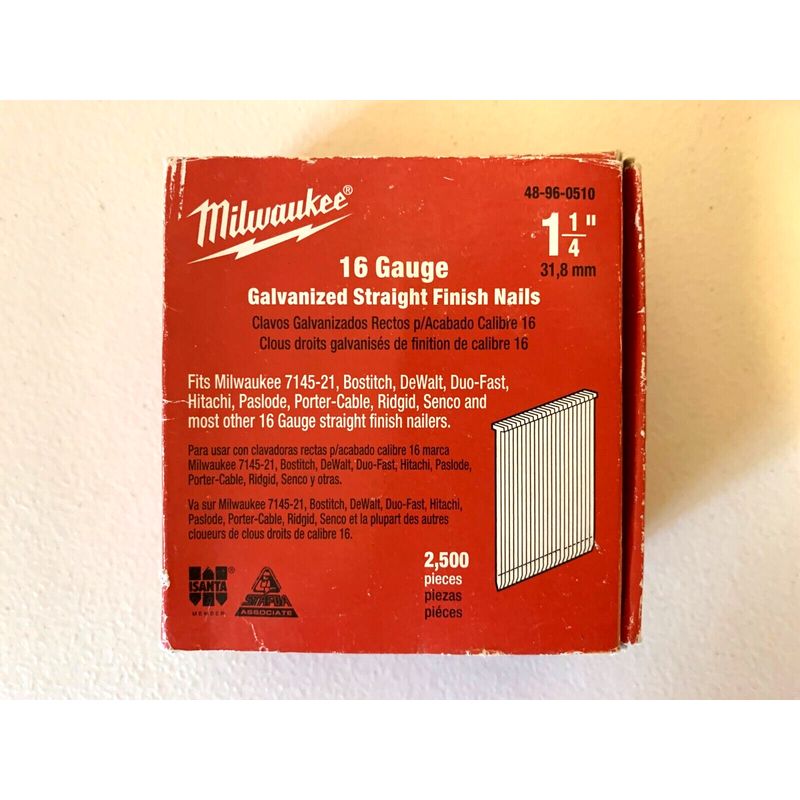 Milwaukee®
48-96-0510
1 1/4"
31,8 mm
16 Gauge
Galvanized Straight Finish Nails
Clavos Galvanizados Rectos p/Acabado Calibre 16
Clous droits galvanisés de finition de calibre 16
Fits Milwaukee 7145-21, Bostitch, DeWalt, Duo-Fast,
Hitachi, Paslode, Porter-Cable, Ridgid, Senco and
most other 16 Gauge straight finish nailers.
Para usar con clavadoras rectas p/acabado calibre 16 marca
Milwaukee 7145-21, Bostitch, DeWalt, Duo-Fast, Hitachi, Paslode,
Porter-Cable, Ridgid, Senco y otras.
Va sur Milwaukee 7145-21, Bostitch, DeWalt, Duo-Fast, Hitachi,
Paslode, Porter-Cable, Ridgid, Senco et la plupart des autres
cloueurs de clous droits de calibre 16.
2,500
pieces
piezas
piéces
ISANTA®
MEMBER
STAFDA
ASSOCIATE